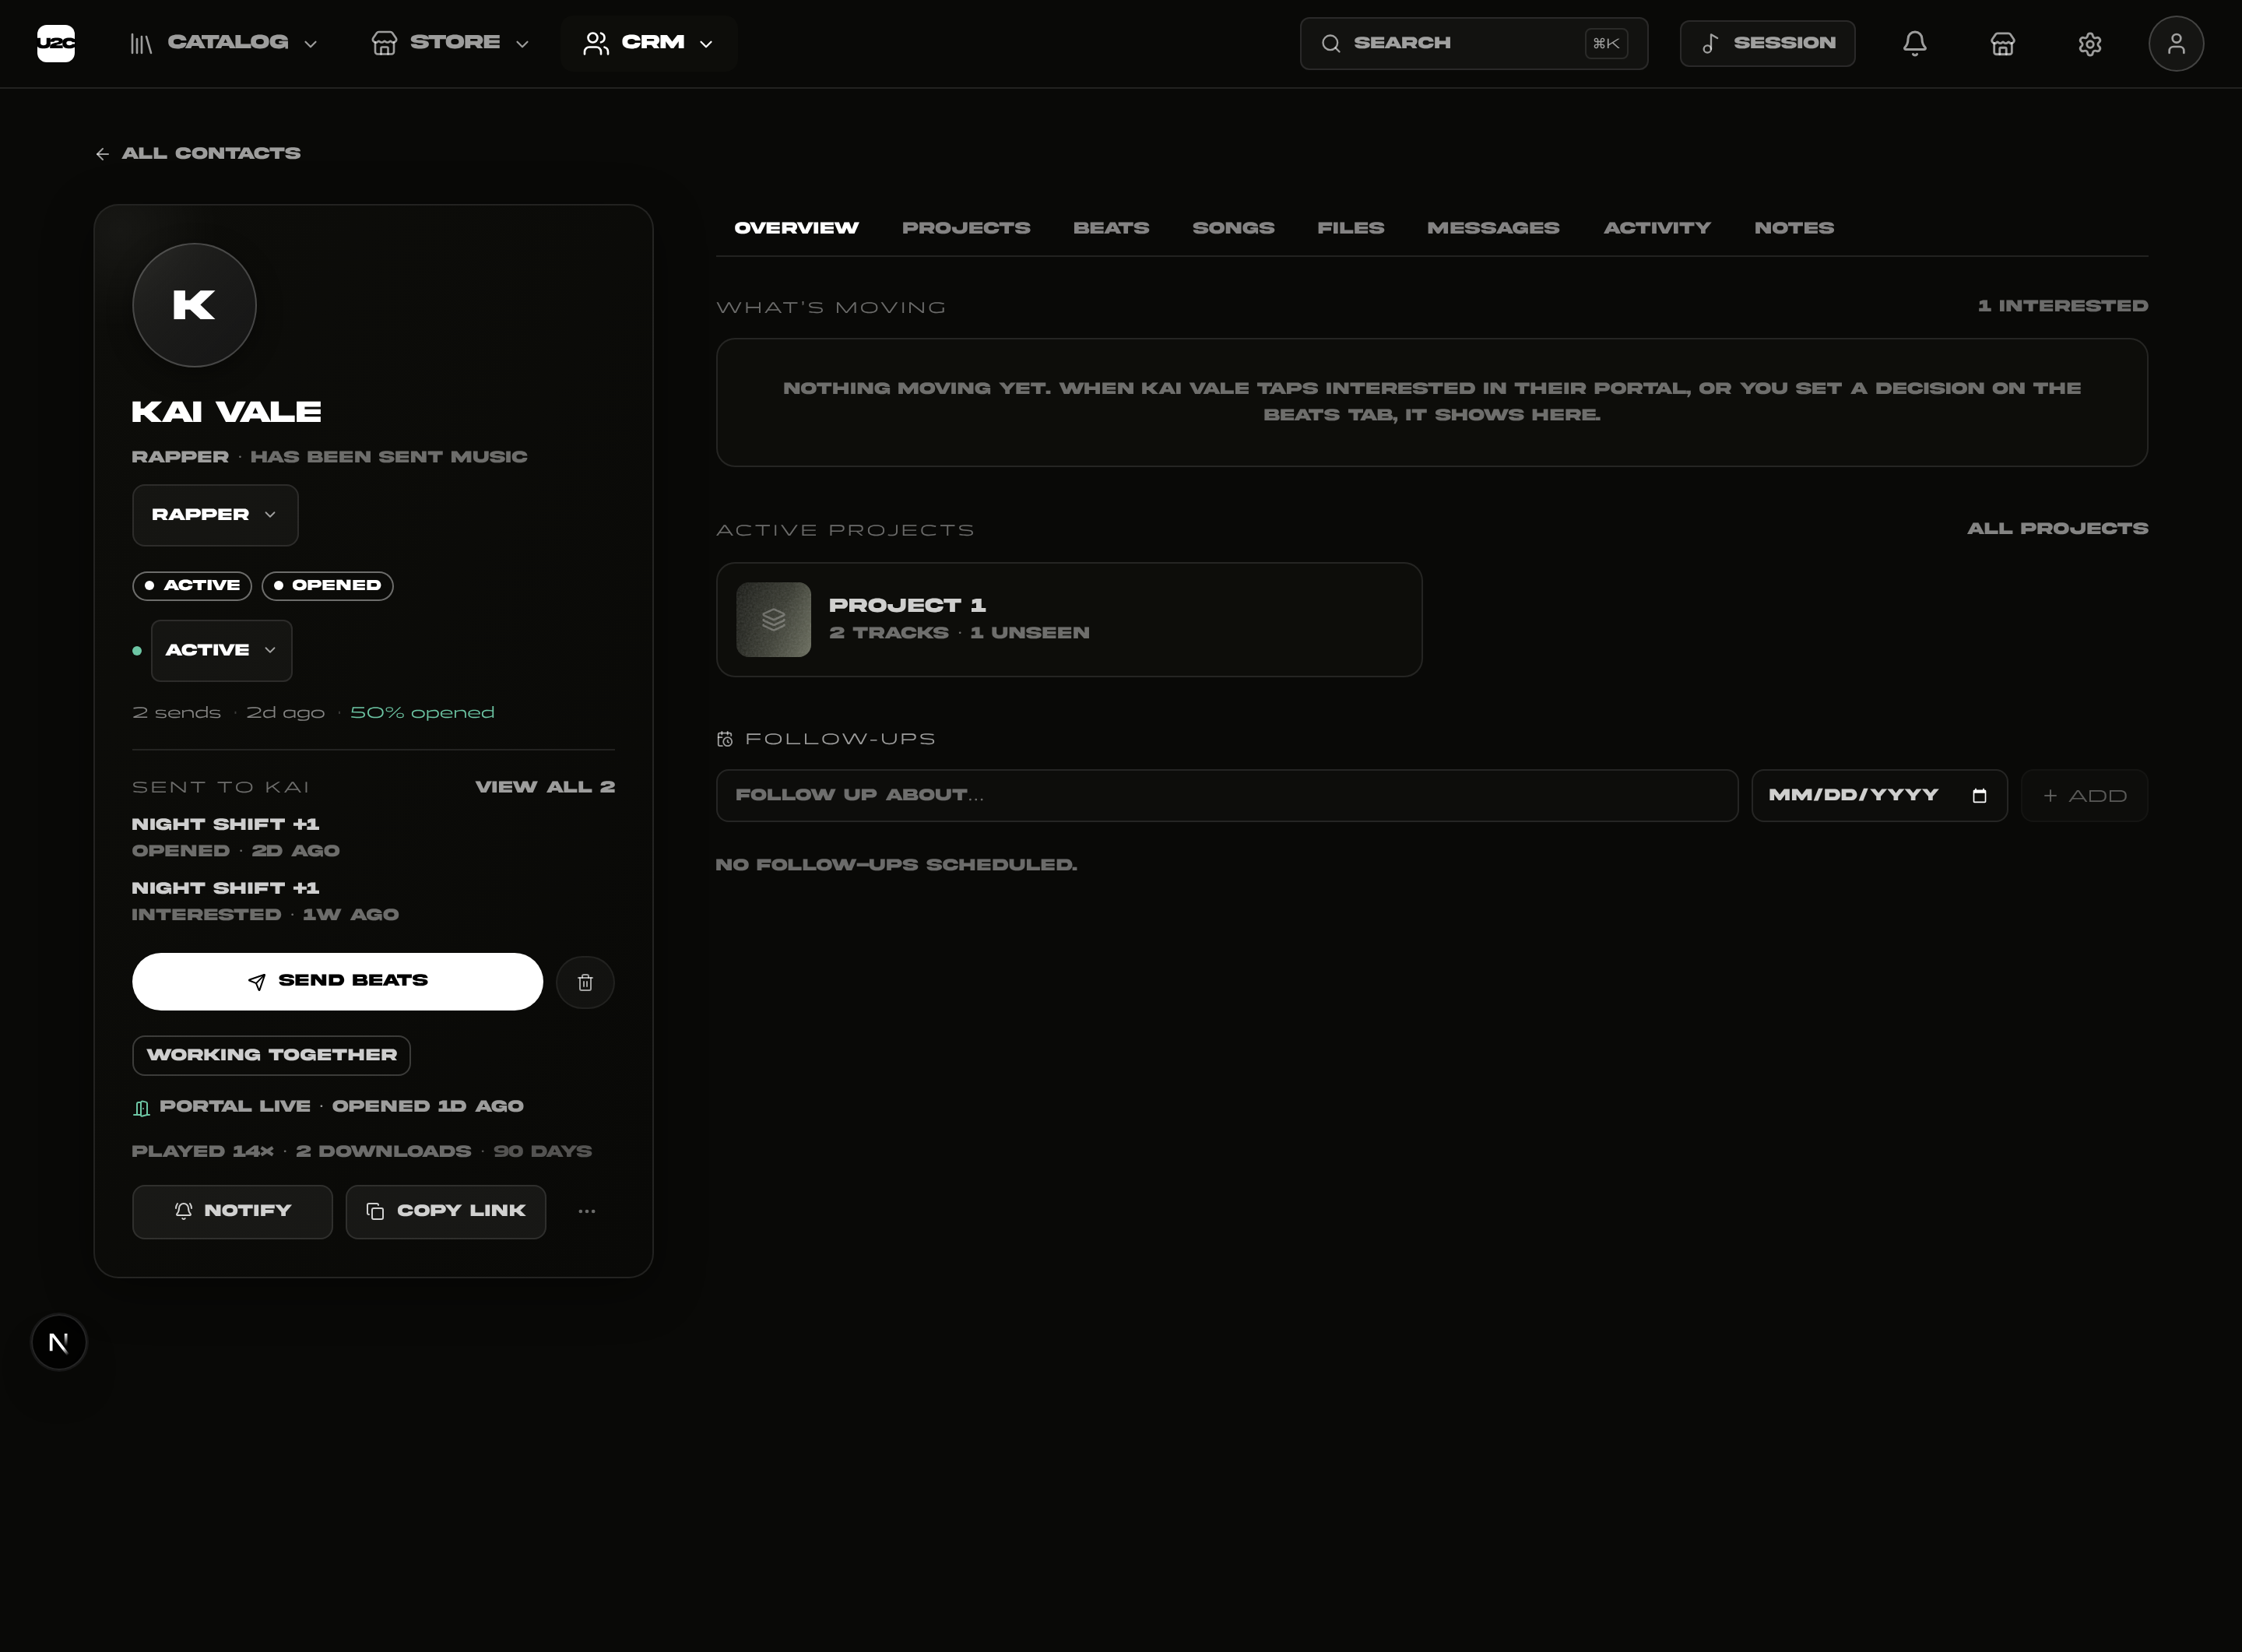 U2C
CATALOG
STORE
CRM
SEARCH
⌘K
SESSION
ALL CONTACTS
K
KAI VALE
RAPPER · HAS BEEN SENT MUSIC
RAPPER
ACTIVE
OPENED
ACTIVE
2 sends · 2d ago · 50% opened
SENT TO KAI
VIEW ALL 2
NIGHT SHIFT +1
OPENED · 2D AGO
NIGHT SHIFT +1
INTERESTED · 1W AGO
SEND BEATS
WORKING TOGETHER
PORTAL LIVE · OPENED 1D AGO
PLAYED 14× · 2 DOWNLOADS · 90 DAYS
NOTIFY
COPY LINK
OVERVIEW
PROJECTS
BEATS
SONGS
FILES
MESSAGES
ACTIVITY
NOTES
WHAT'S MOVING
1 INTERESTED
NOTHING MOVING YET. WHEN KAI VALE TAPS INTERESTED IN THEIR PORTAL, OR YOU SET A DECISION ON THE
BEATS TAB, IT SHOWS HERE.
ACTIVE PROJECTS
ALL PROJECTS
PROJECT 1
2 TRACKS · 1 UNSEEN
FOLLOW-UPS
FOLLOW UP ABOUT...
MM/DD/YYYY
+ ADD
NO FOLLOW-UPS SCHEDULED.
N